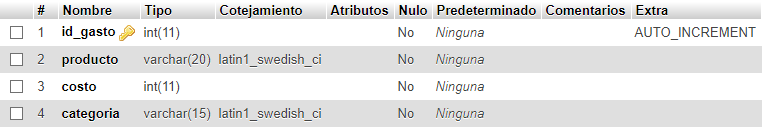 # Nombre Tipo Cotejamiento Atributos Nulo Predeterminado Comentarios Extra
1 id_gasto int(11) No Ninguna AUTO_INCREMENT
2 producto varchar(20) latin1_swedish_ci No Ninguna
3 costo int(11) No Ninguna
4 categoria varchar(15) latin1_swedish_ci No Ninguna